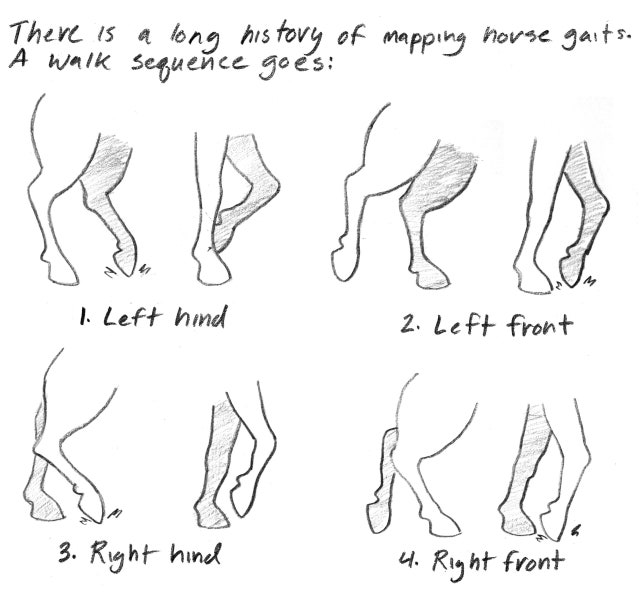 There is a long history of mapping horse gaits.
A walk sequence goes:
1. Left hind
2. Left front
3. Right hind
4. Right front